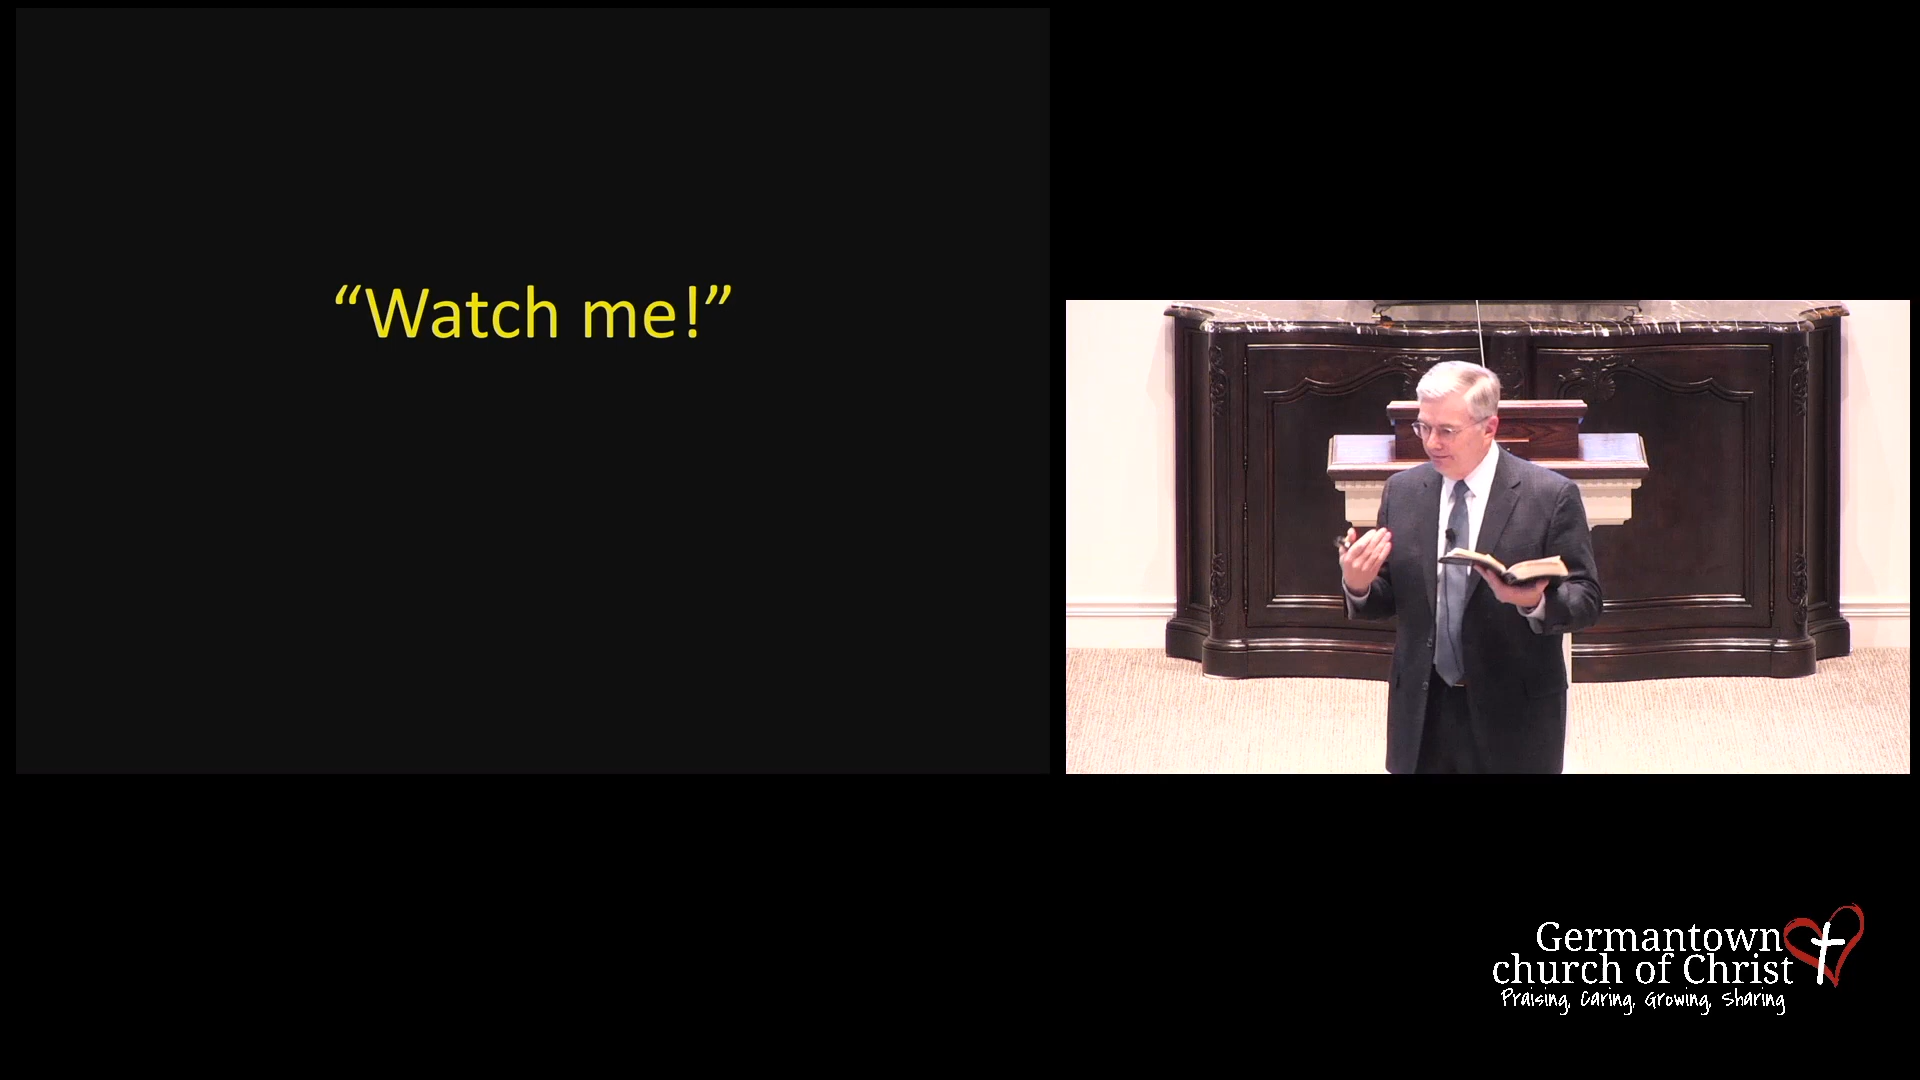 “Watch me!”
Germantown
church of Christ
Praising, Caring, Growing, Sharing